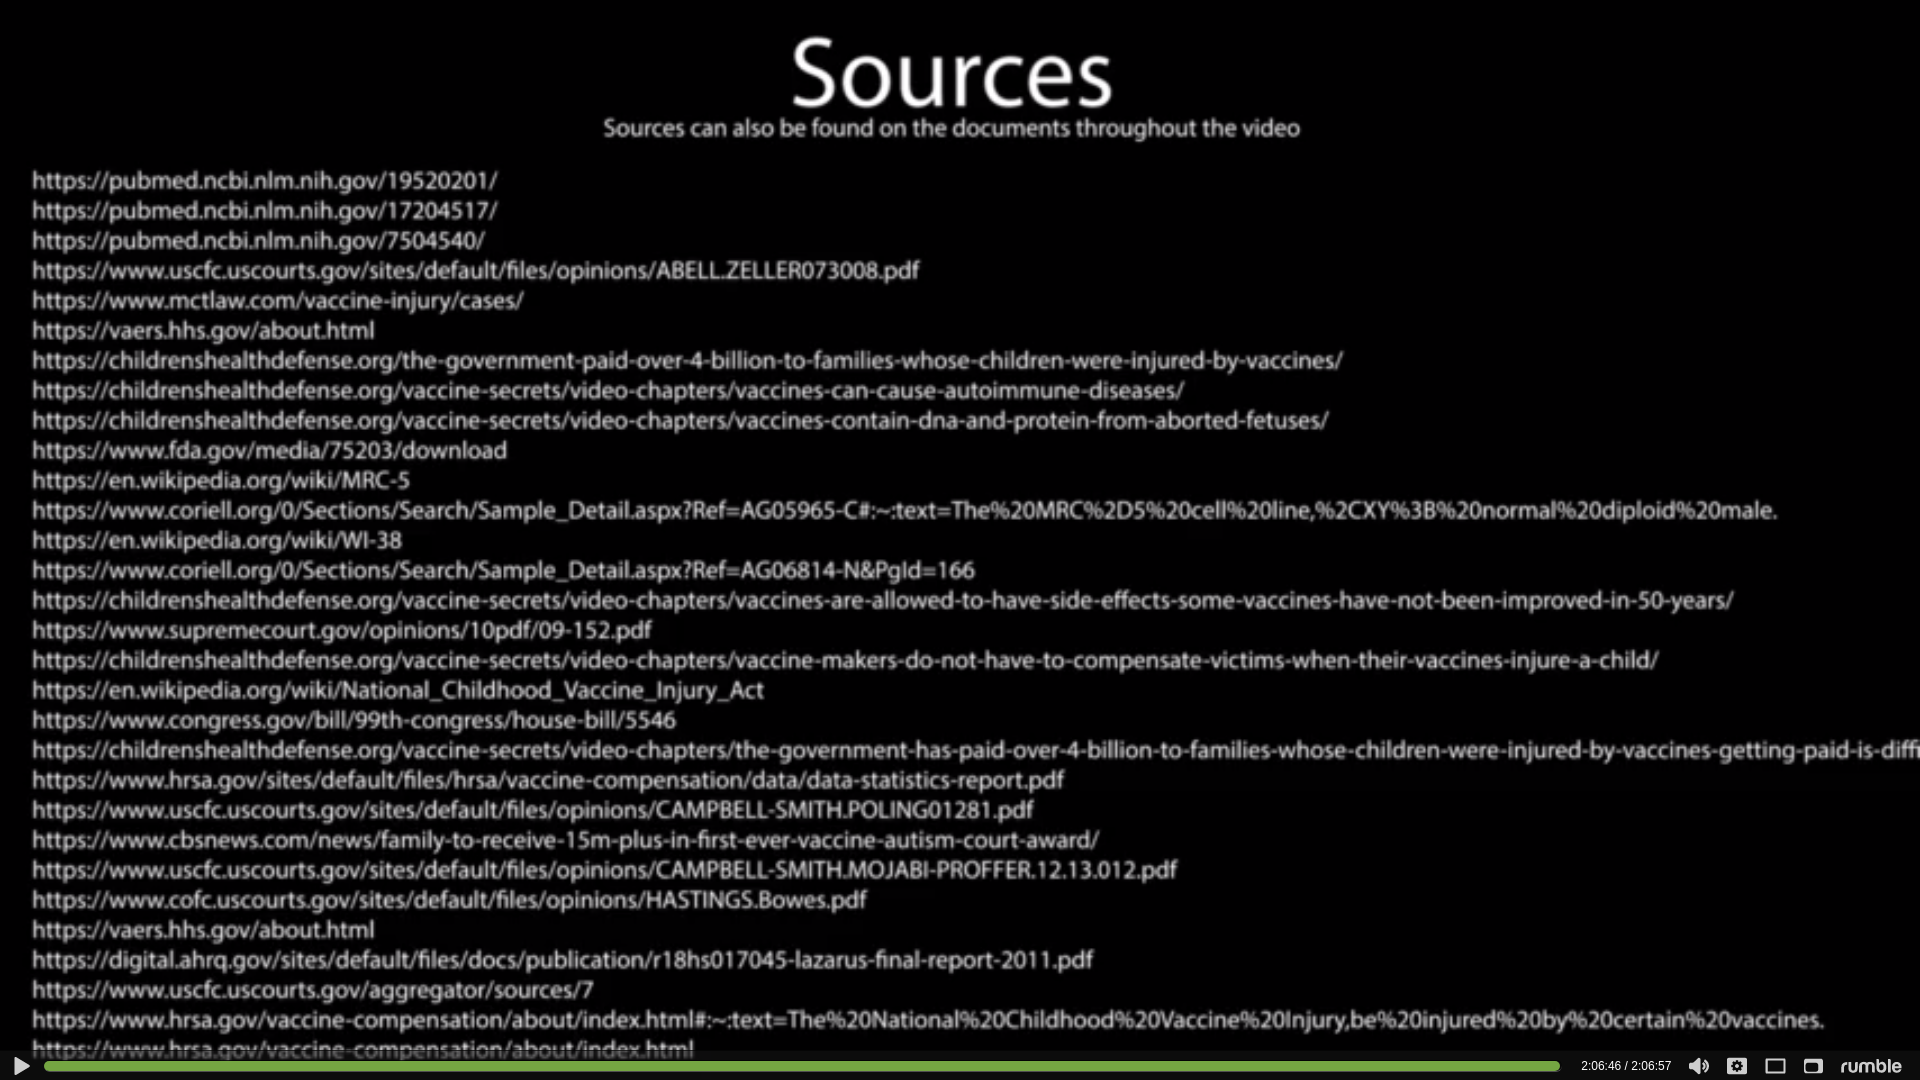 Sources
Sources can also be found on the documents throughout the video
https://pubmed.ncbi.nlm.nih.gov/19520201/
https://pubmed.ncbi.nlm.nih.gov/17204517/
https://pubmed.ncbi.nlm.nih.gov/7504540/
https://www.uscfc.uscourts.gov/sites/default/files/opinions/ABELL.ZELLER073008.pdf
https://www.mctlaw.com/vaccine-injury/cases/
https://vaers.hhs.gov/about.html
https://childrenshealthdefense.org/the-government-paid-over-4-billion-to-families-whose-children-were-injured-by-vaccines/
https://childrenshealthdefense.org/vaccine-secrets/video-chapters/vaccines-can-cause-autoimmune-diseases/
https://childrenshealthdefense.org/vaccine-secrets/video-chapters/vaccines-contain-dna-and-protein-from-aborted-fetuses/
https://www.fda.gov/media/75203/download
https://en.wikipedia.org/wiki/MRC-5
https://www.coriell.org/0/Sections/Search/Sample_Detail.aspx?Ref=AG05965-C#:~:text=The%20MRC%2D5%20cell%20line,%2CXY%3B%20normal%20diploid%20male.
https://en.wikipedia.org/wiki/WI-38
https://www.coriell.org/0/Sections/Search/Sample_Detail.aspx?Ref=AG06814-N&PgId=166
https://childrenshealthdefense.org/vaccine-secrets/video-chapters/vaccines-are-allowed-to-have-side-effects-some-vaccines-have-not-been-improved-in-50-years/
https://www.supremecourt.gov/opinions/10pdf/09-152.pdf
https://childrenshealthdefense.org/vaccine-secrets/video-chapters/vaccine-makers-do-not-have-to-compensate-victims-when-their-vaccines-injure-a-child/
https://en.wikipedia.org/wiki/National_Childhood_Vaccine_Injury_Act
https://www.congress.gov/bill/99th-congress/house-bill/5546
https://childrenshealthdefense.org/vaccine-secrets/video-chapters/the-government-has-paid-over-4-billion-to-families-whose-children-were-injured-by-vaccines-getting-paid-is-diffi
https://www.hrsa.gov/sites/default/files/hrsa/vaccine-compensation/data/data-statistics-report.pdf
https://www.uscfc.uscourts.gov/sites/default/files/opinions/CAMPBELL-SMITH.POLING01281.pdf
https://www.cbsnews.com/news/family-to-receive-15m-plus-in-first-ever-vaccine-autism-court-award/
https://www.uscfc.uscourts.gov/sites/default/files/opinions/CAMPBELL-SMITH.MOJABI-PROFFER.12.13.012.pdf
https://www.cofc.uscourts.gov/sites/default/files/opinions/HASTINGS.Bowes.pdf
https://vaers.hhs.gov/about.html
https://digital.ahrq.gov/sites/default/files/docs/publication/r18hs017045-lazarus-final-report-2011.pdf
https://www.uscfc.uscourts.gov/aggregator/sources/7
https://www.hrsa.gov/vaccine-compensation/about/index.html#:~:text=The%20National%20Childhood%20Vaccine%20Injury,be%20injured%20by%20certain%20vaccines.
https://www.hrsa.gov/vaccine-compensation/about/index.html
2:06:46 / 2:06:57
rumble